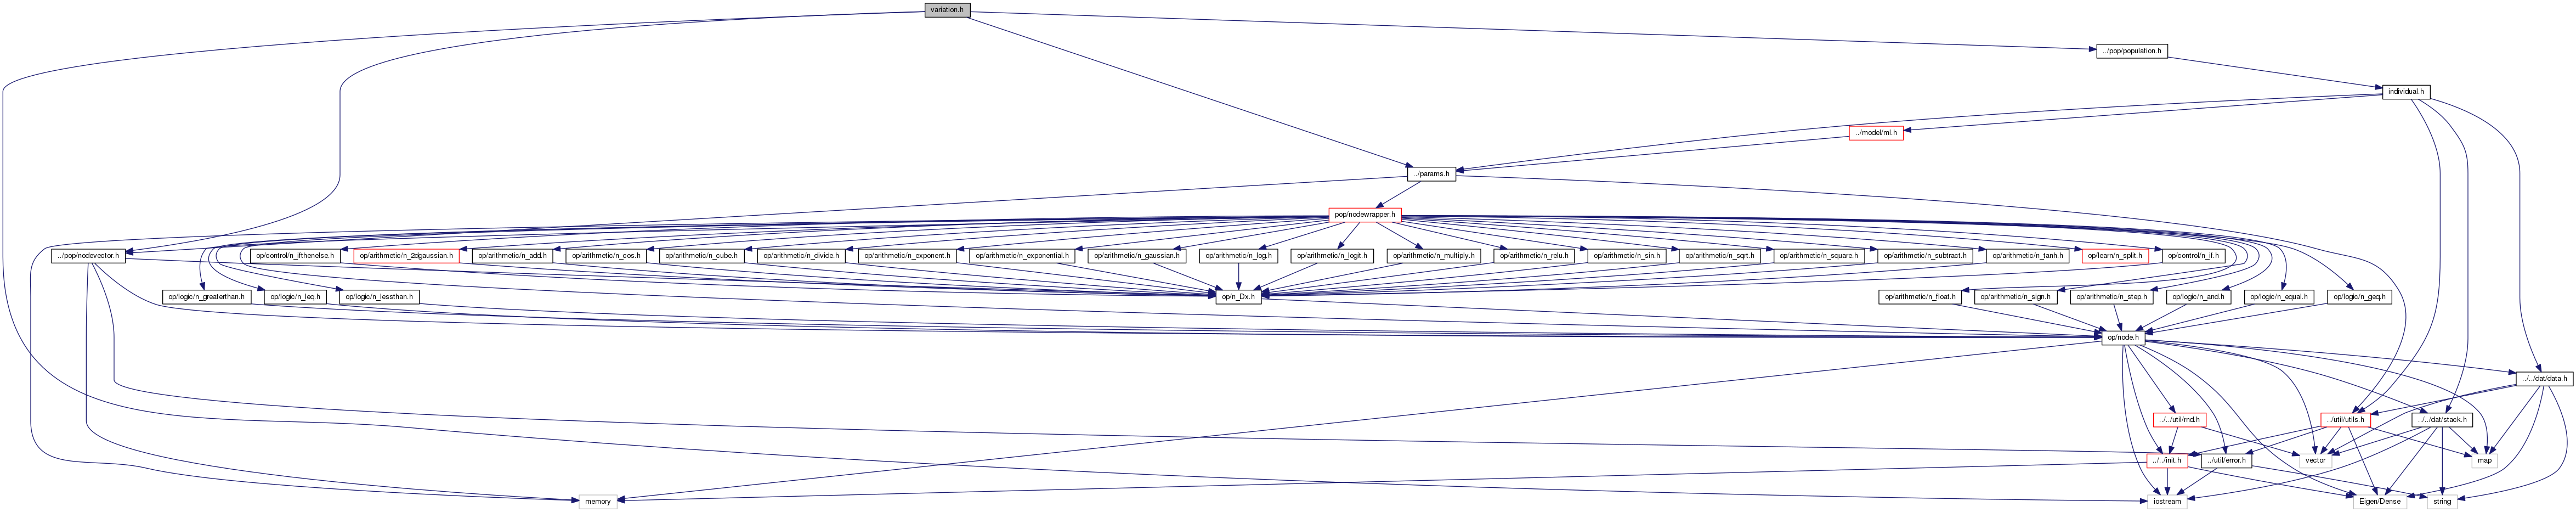 variation.h
../pop/population.h
individual.h
../model/ml.h
../params.h
pop/nodewrapper.h
../pop/nodevector.h
op/control/n_ifthenelse.h
op/arithmetic/n_2dgaussian.h
op/arithmetic/n_add.h
op/arithmetic/n_cos.h
op/arithmetic/n_cube.h
op/arithmetic/n_divide.h
op/arithmetic/n_exponent.h
op/arithmetic/n_exponential.h
op/arithmetic/n_gaussian.h
op/arithmetic/n_log.h
op/arithmetic/n_logit.h
op/arithmetic/n_multiply.h
op/arithmetic/n_relu.h
op/arithmetic/n_sin.h
op/arithmetic/n_sqrt.h
op/arithmetic/n_square.h
op/arithmetic/n_subtract.h
op/arithmetic/n_tanh.h
op/learn/n_split.h
op/control/n_if.h
op/logic/n_greaterthan.h
op/logic/n_leq.h
op/logic/n_lessthan.h
op/n_Dx.h
op/arithmetic/n_float.h
op/arithmetic/n_sign.h
op/arithmetic/n_step.h
op/logic/n_and.h
op/logic/n_equal.h
op/logic/n_geq.h
op/node.h
../../dat/data.h
../../util/rnd.h
../util/utils.h
../../dat/stack.h
../../init.h
../util/error.h
vector
map
memory
iostream
Eigen/Dense
string